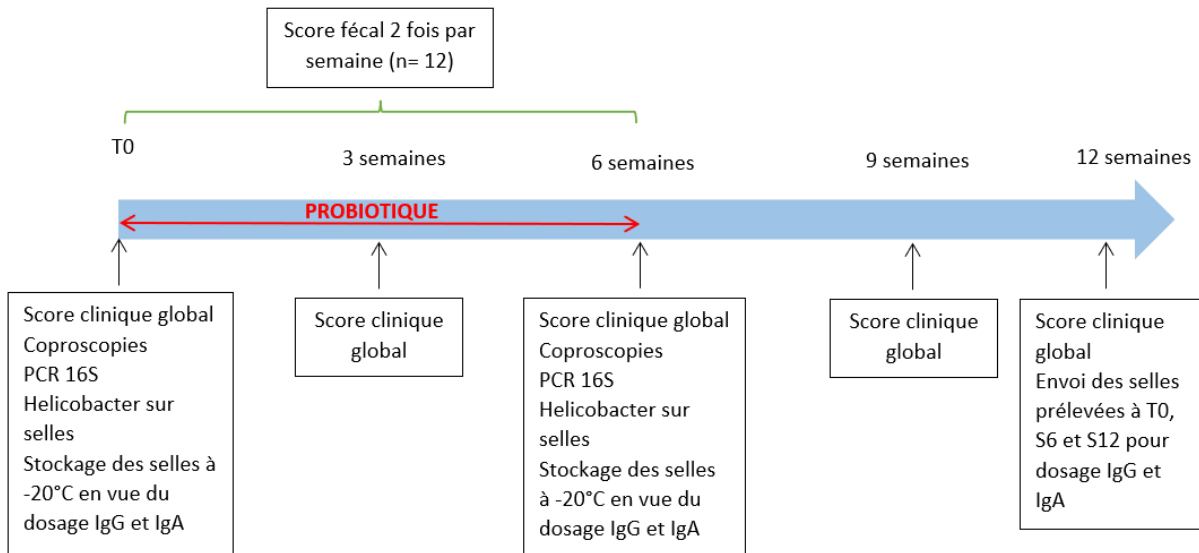 Score fécal 2 fois par
semaine (n= 12)
T0
3 semaines
6 semaines
9 semaines
12 semaines
PROBIOTIQUE
Score clinique global
Coproscopies
PCR 16S
Helicobacter sur
selles
Stockage des selles à
-20°C en vue du
dosage IgG et IgA
Score clinique
global
Score clinique global
Coproscopies
PCR 16S
Helicobacter sur
selles
Stockage des selles
à -20°C en vue du
dosage IgG et IgA
Score clinique
global
Score clinique
global
Envoi des selles
prélevées à T0,
S6 et S12 pour
dosage IgG et
IgA